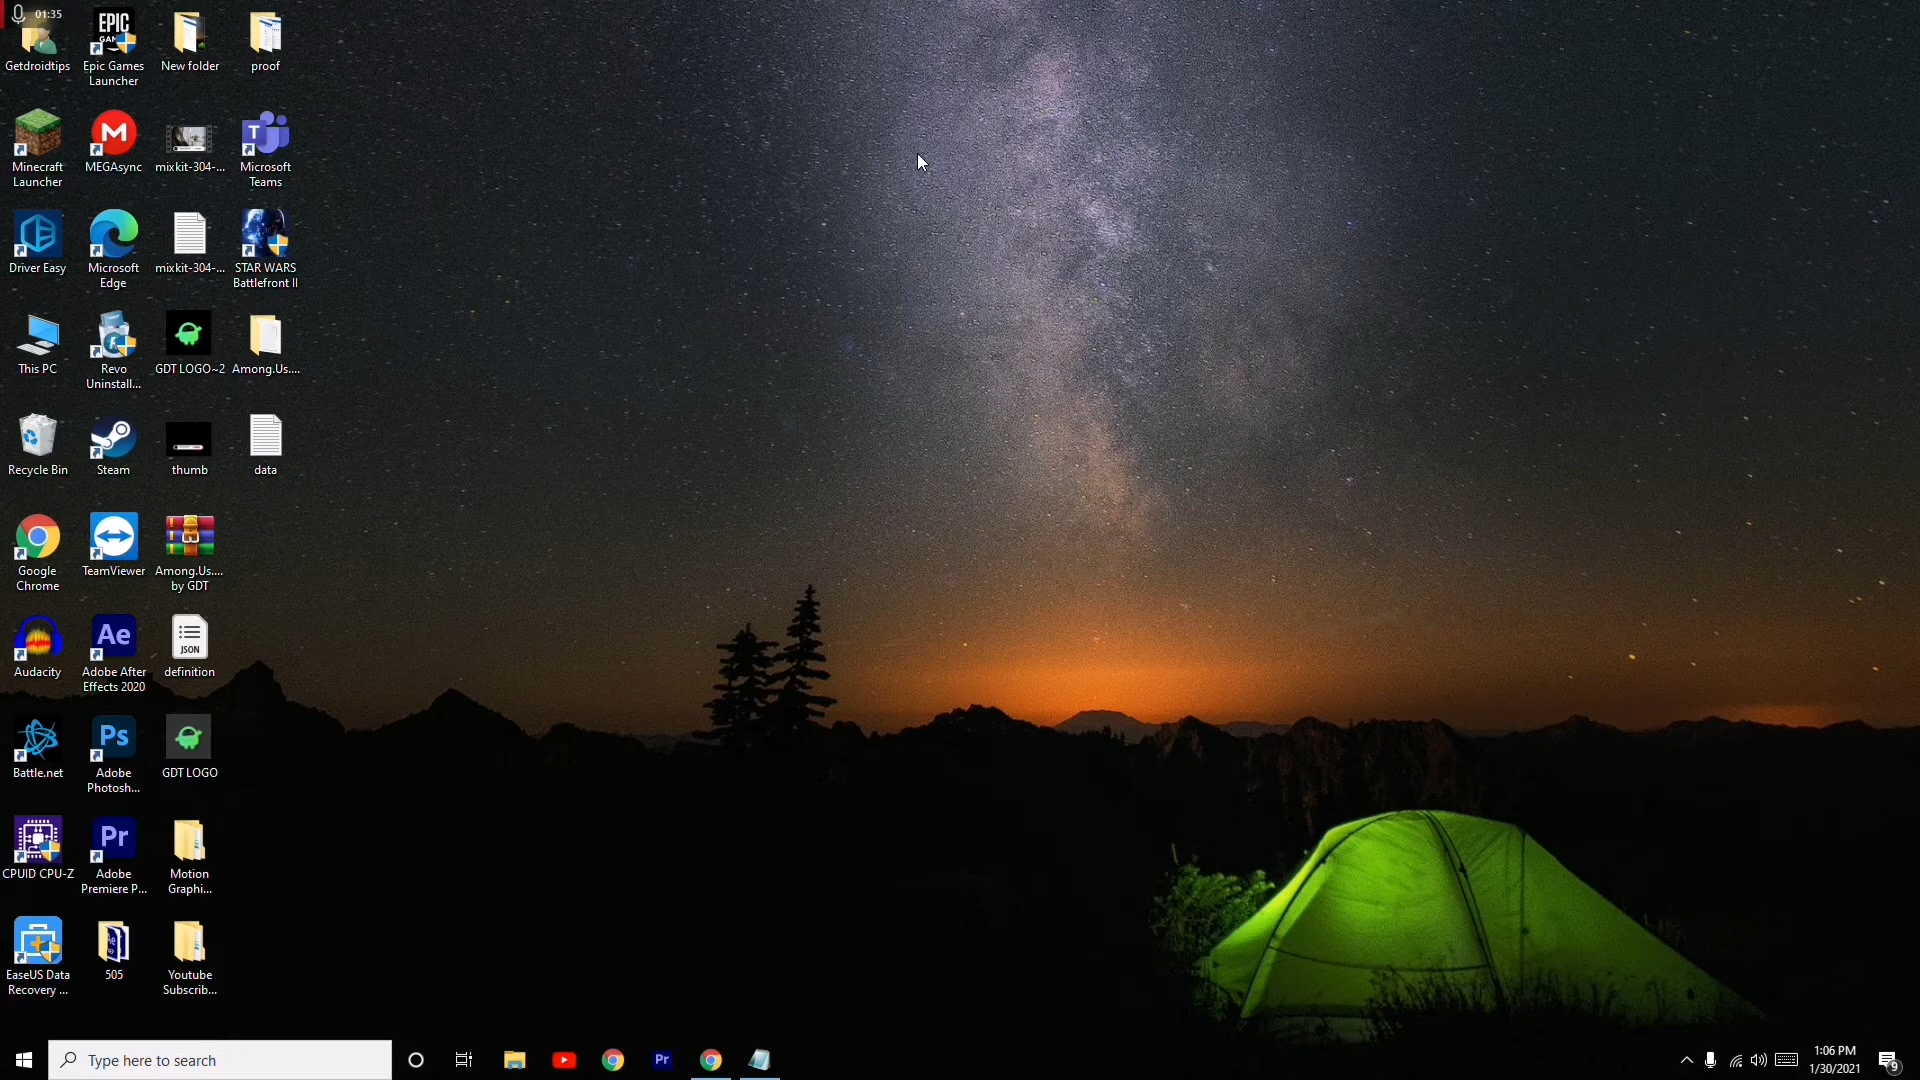 01:35
Getdroidtips
EPIC
GAMES
Epic Games
Launcher
New folder
proof
Minecraft
Launcher
M
MEGAsync
mixkit-304-...
T
Microsoft
Teams
Driver Easy
Microsoft
Edge
mixkit-304-...
STAR WARS
Battlefront II
This PC
Revo
Uninstall...
GDT LOGO~2
Among.Us....
Recycle Bin
Steam
thumb
data
Google
Chrome
TeamViewer
Among.Us....
by GDT
Audacity
Ae
Adobe After
Effects 2020
JSON
definition
Battle.net
Ps
Adobe
Photosh...
GDT LOGO
CPUID CPU-Z
Pr
Adobe
Premiere P...
Motion
Graphi...
EaseUS Data
Recovery ...
Ae
505
Youtube
Subscrib...
Type here to search
Pr
1:06 PM
1/30/2021
9